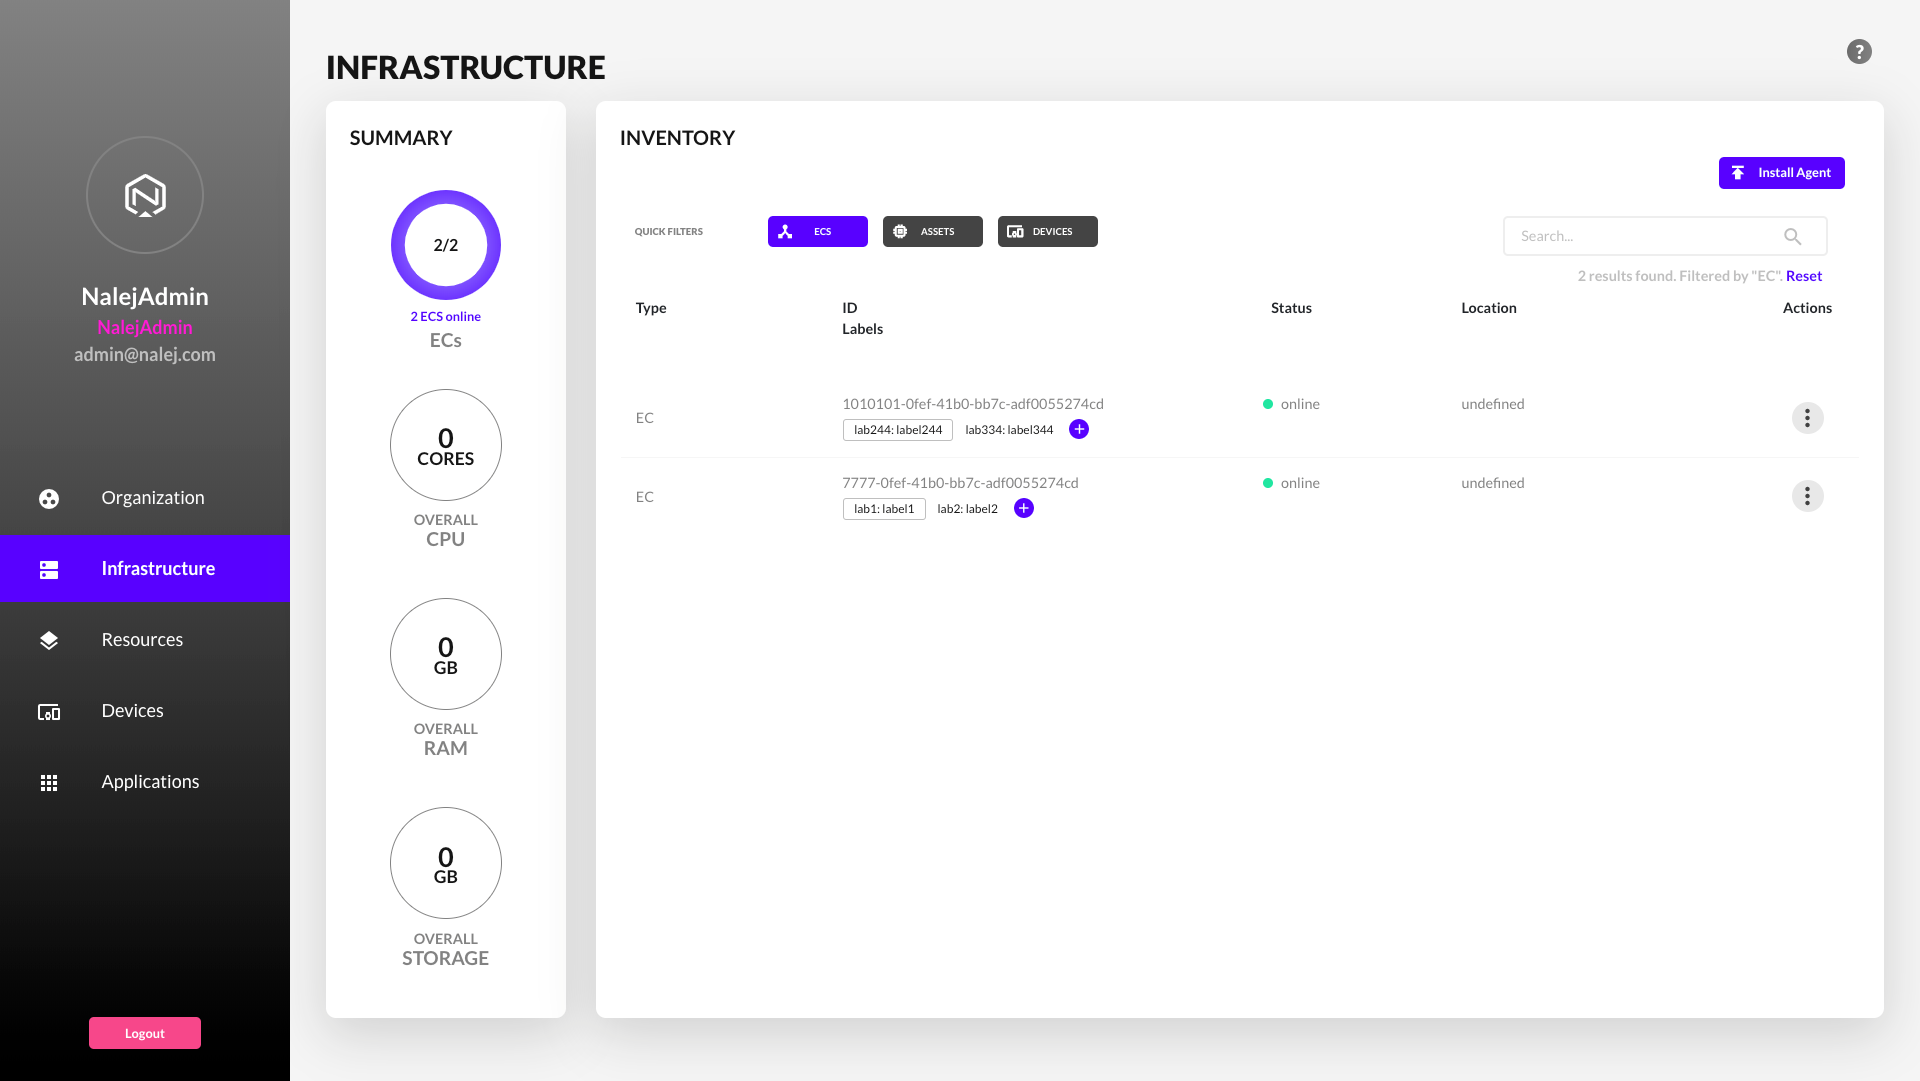 NalejAdmin
NalejAdmin
admin@nalej.com
Organization
Infrastructure
Resources
Devices
Applications
Logout
INFRASTRUCTURE
?
SUMMARY
2/2
2 ECS online
ECs
0
CORES
OVERALL
CPU
0
GB
OVERALL
RAM
0
GB
OVERALL
STORAGE
INVENTORY
Install Agent
QUICK FILTERS ECS ASSETS DEVICES
Search...
2 results found. Filtered by "EC". Reset
Type ID Status Location Actions
Labels
EC 1010101-0fef-41b0-bb7c-adf0055274cd online undefined
lab244: label244 lab334: label344
EC 7777-0fef-41b0-bb7c-adf0055274cd online undefined
lab1: label1 lab2: label2